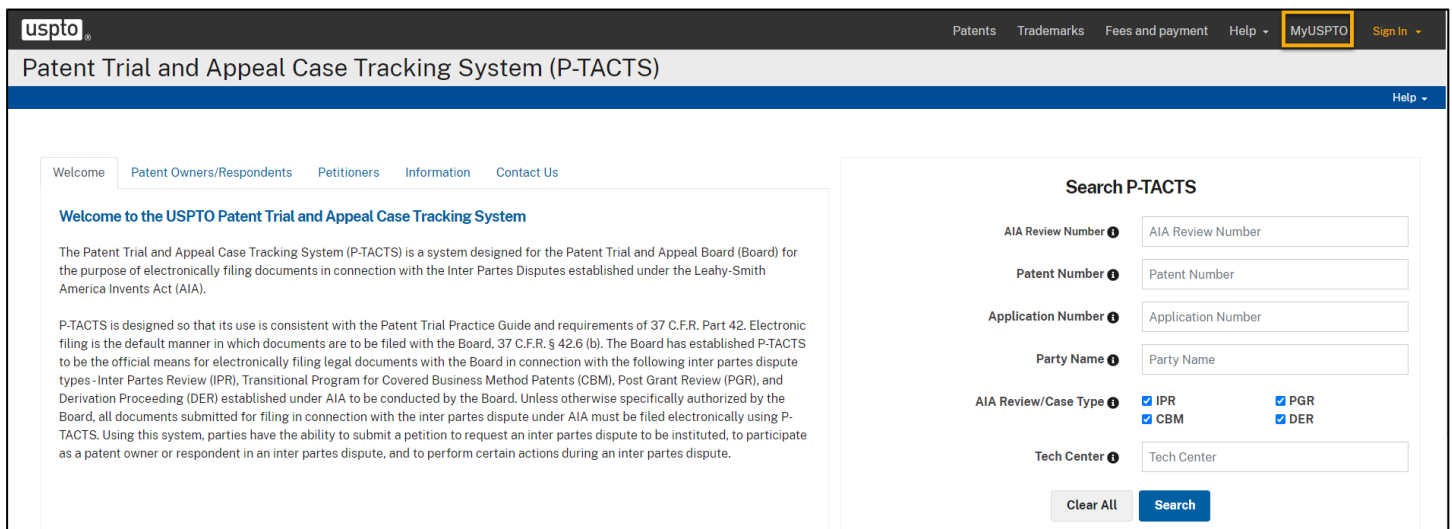 uspto ®
Patents Trademarks Fees and payment Help MyUSPTO Sign In
Patent Trial and Appeal Case Tracking System (P-TACTS)
Help
Welcome Patent Owners/Respondents Petitioners Information Contact Us
Welcome to the USPTO Patent Trial and Appeal Case Tracking System
The Patent Trial and Appeal Case Tracking System (P-TACTS) is a system designed for the Patent Trial and Appeal Board (Board) for
the purpose of electronically filing documents in connection with the Inter Partes Disputes established under the Leahy-Smith
America Invents Act (AIA).
P-TACTS is designed so that its use is consistent with the Patent Trial Practice Guide and requirements of 37 C.F.R. Part 42. Electronic
filing is the default manner in which documents are to be filed with the Board, 37 C.F.R. § 42.6 (b). The Board has established P-TACTS
to be the official means for electronically filing legal documents with the Board in connection with the following inter partes dispute
types - Inter Partes Review (IPR), Transitional Program for Covered Business Method Patents (CBM), Post Grant Review (PGR), and
Derivation Proceeding (DER) established under AIA to be conducted by the Board. Unless otherwise specifically authorized by the
Board, all documents submitted for filing in connection with the inter partes dispute under AIA must be filed electronically using P-
TACTS. Using this system, parties have the ability to submit a petition to request an inter partes dispute to be instituted, to participate
as a patent owner or respondent in an inter partes dispute, and to perform certain actions during an inter partes dispute.
Search P-TACTS
AIA Review Number AIA Review Number
Patent Number Patent Number
Application Number Application Number
Party Name Party Name
AIA Review/Case Type IPR PGR
CBM DER
Tech Center Tech Center
Clear All Search